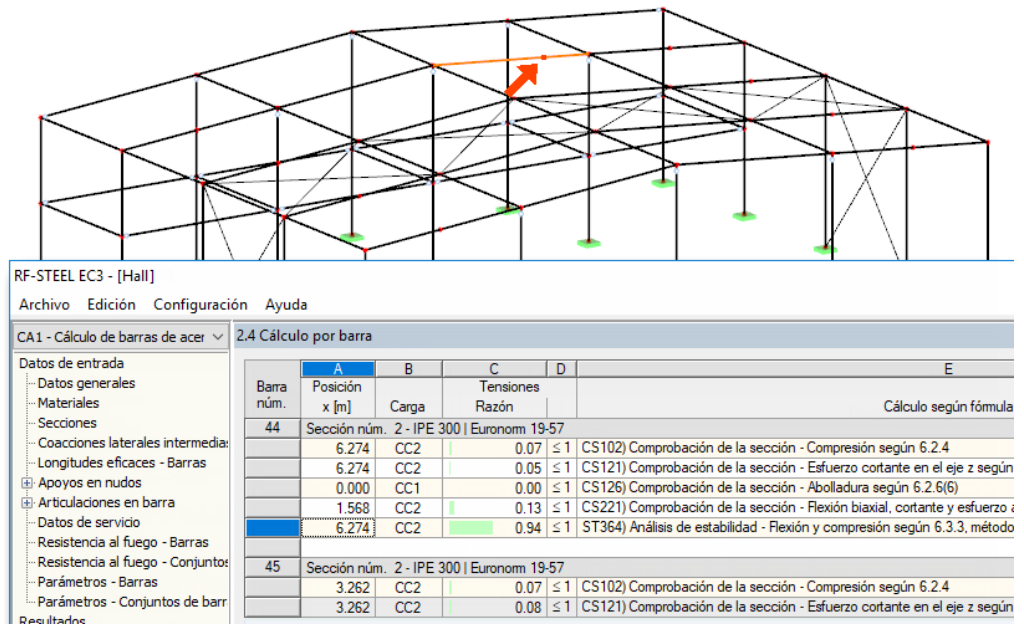 RF-STEEL EC3 - [Hall]
Archivo Edición Configuración Ayuda
CA1 - Cálculo de barras de acer
2.4 Cálculo por barra
Datos de entrada
Datos generales
Materiales
Secciones
Coacciones laterales intermedia
Longitudes eficaces - Barras
Apoyos en nudos
Articulaciones en barra
Datos de servicio
Resistencia al fuego - Barras
Resistencia al fuego - Conjuntos
Parámetros - Barras
Parámetros - Conjuntos de barr
Resultados
A B C D E
Barra Posición Tensiones
núm. x [m] Carga Razón Cálculo según fórmula
44 Sección núm. 2 - IPE 300 | Euronorm 19-57
6.274 CC2 0.07 ≤ 1 CS102) Comprobación de la sección - Compresión según 6.2.4
6.274 CC2 0.05 ≤ 1 CS121) Comprobación de la sección - Esfuerzo cortante en el eje z según
0.000 CC1 0.00 ≤ 1 CS126) Comprobación de la sección - Abolladura según 6.2.6(6)
1.568 CC2 0.13 ≤ 1 CS221) Comprobación de la sección - Flexión biaxial, cortante y esfuerzo a
6.274 CC2 0.94 ≤ 1 ST364) Análisis de estabilidad - Flexión y compresión según 6.3.3, método
45 Sección núm. 2 - IPE 300 | Euronorm 19-57
3.262 CC2 0.07 ≤ 1 CS102) Comprobación de la sección - Compresión según 6.2.4
3.262 CC2 0.08 ≤ 1 CS121) Comprobación de la sección - Esfuerzo cortante en el eje z según